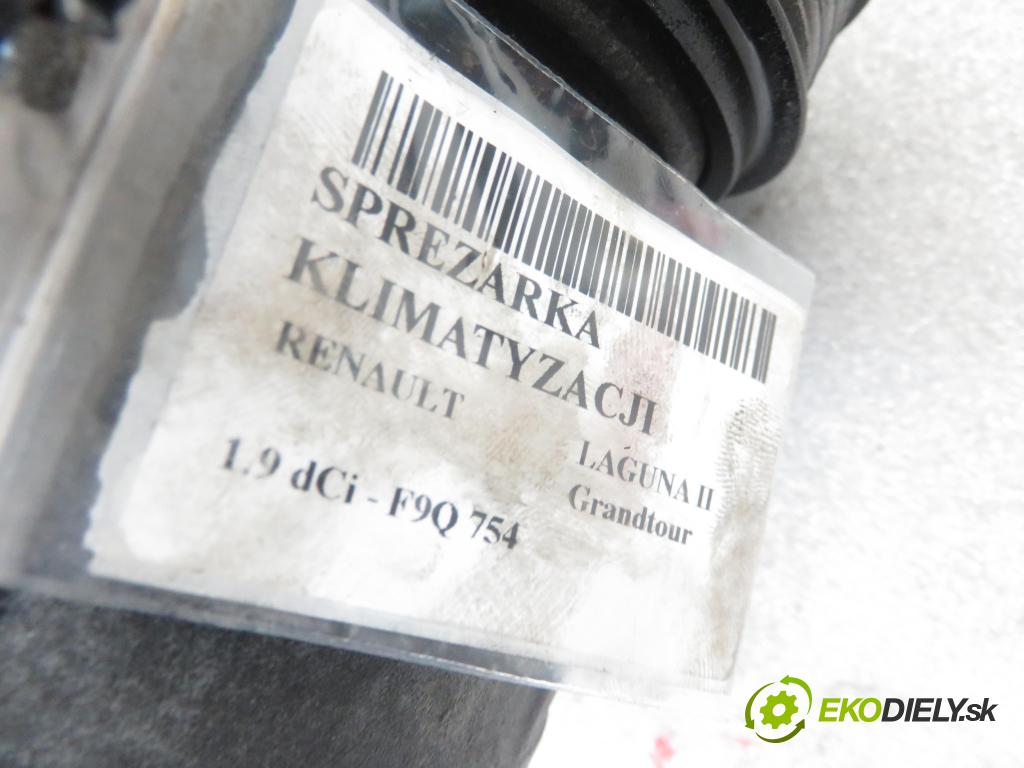 SPREZARKA
KLIMATYZACJI
RENAULT
LAGUNA II
Grandtour
1.9 dCi - F9Q 754
EKODIELY.sk